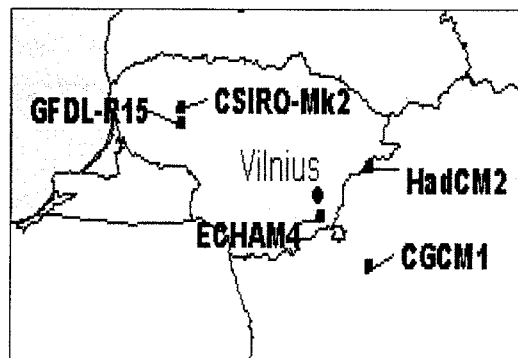 GFDL-R15
CSIRO-Mk2
Vilnius
HadCM2
ECHAM4
CGCM1